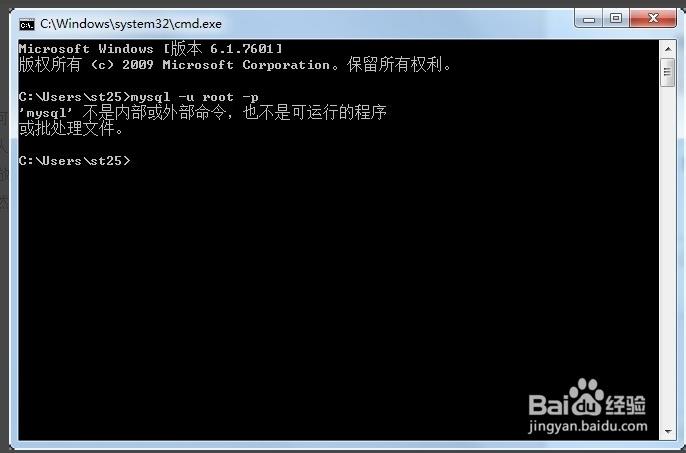 C:\Windows\system32\cmd.exe
Microsoft Windows [版本 6.1.7601]
版权所有 (c) 2009 Microsoft Corporation。保留所有权利。
C:\Users\st25>mysql -u root -p
'mysql' 不是内部或外部命令，也不是可运行的程序
或批处理文件。
C:\Users\st25>
Baidu经验
jingyan.baidu.com